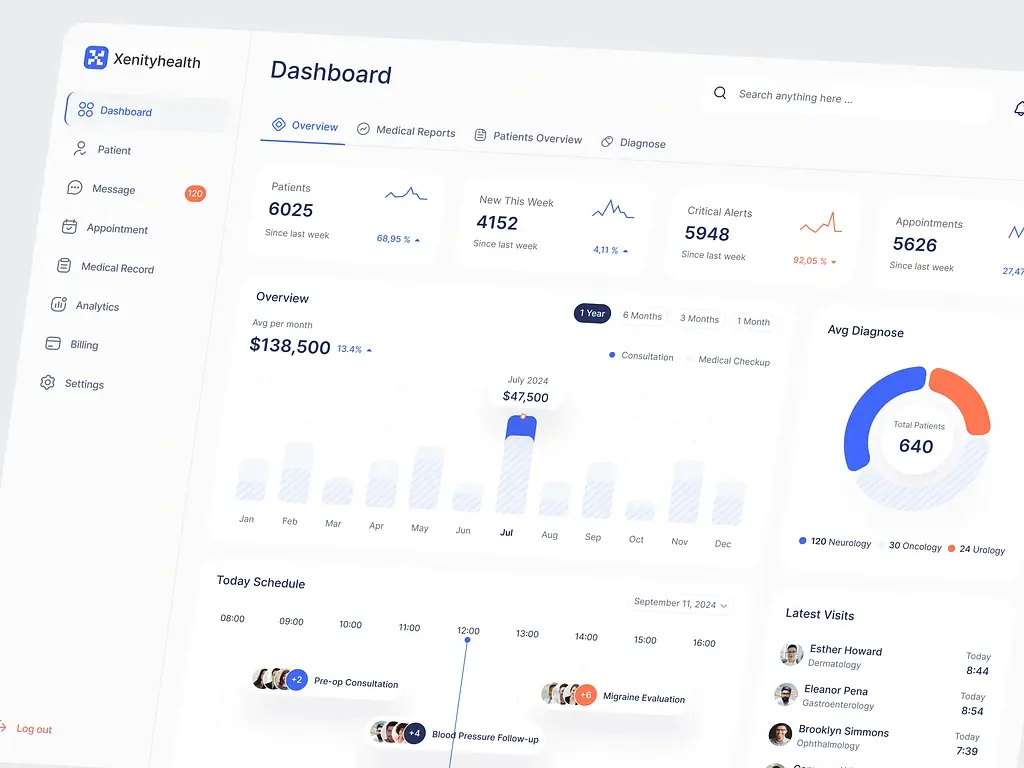 Xenityhealth
Dashboard
Patient
Message
120
Appointment
Medical Record
Analytics
Billing
Settings
Log out
Dashboard
Search anything here ...
Overview
Medical Reports
Patients Overview
Diagnose
Patients
6025
Since last week
68,95 %
New This Week
4152
Since last week
4,11 %
Critical Alerts
5948
Since last week
92,05 %
Appointments
5626
Since last week
Overview
1 Year
6 Months
3 Months
1 Month
Avg per month
$138,500
13.4%
Consultation
Medical Checkup
July 2024
$47,500
Jan
Feb
Mar
Apr
May
Jun
Jul
Aug
Sep
Oct
Nov
Dec
Avg Diagnose
Total Patients
640
120 Neurology
30 Oncology
24 Urology
Today Schedule
September 11, 2024
08:00
09:00
10:00
11:00
12:00
13:00
14:00
15:00
16:00
+2
Pre-op Consultation
+6
Migraine Evaluation
+4
Blood Pressure Follow-up
Latest Visits
Esther Howard
Dermatology
Today
8:44
Eleanor Pena
Gastroenterology
Today
8:54
Brooklyn Simmons
Ophthalmology
Today
7:39